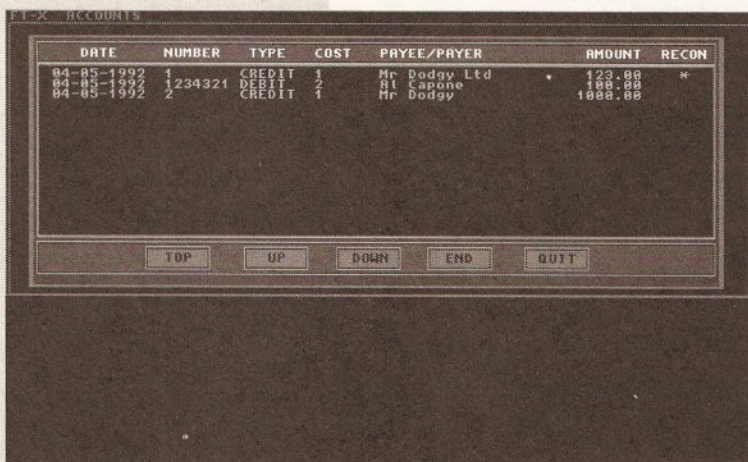 FT-X ACCOUNTS
DATE NUMBER TYPE COST PAYEE/PAYER AMOUNT RECON
04-05-1992 1 CREDIT 1 Mr Dodgy Ltd 123.00 *
04-05-1992 1234321 DEBIT 2 Al Capone 100.00
04-05-1992 2 CREDIT 1 Mr Dodgy 1000.00
TOP UP DOWN END QUIT